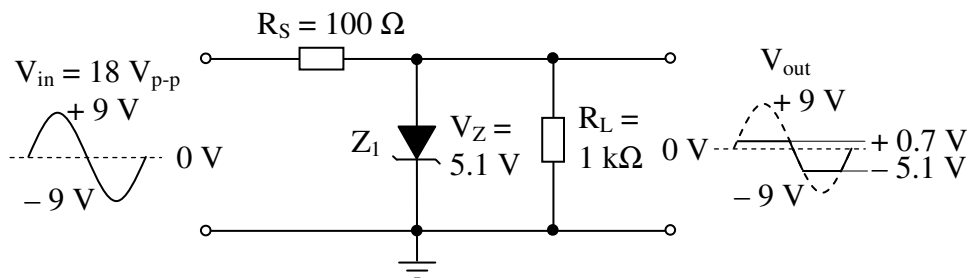 R_S = 100 Ω
V_in = 18 V_p-p
+ 9 V
0 V
– 9 V
Z_1
V_Z =
5.1 V
R_L =
1 kΩ
V_out
+ 9 V
0 V
+ 0.7 V
– 5.1 V
– 9 V